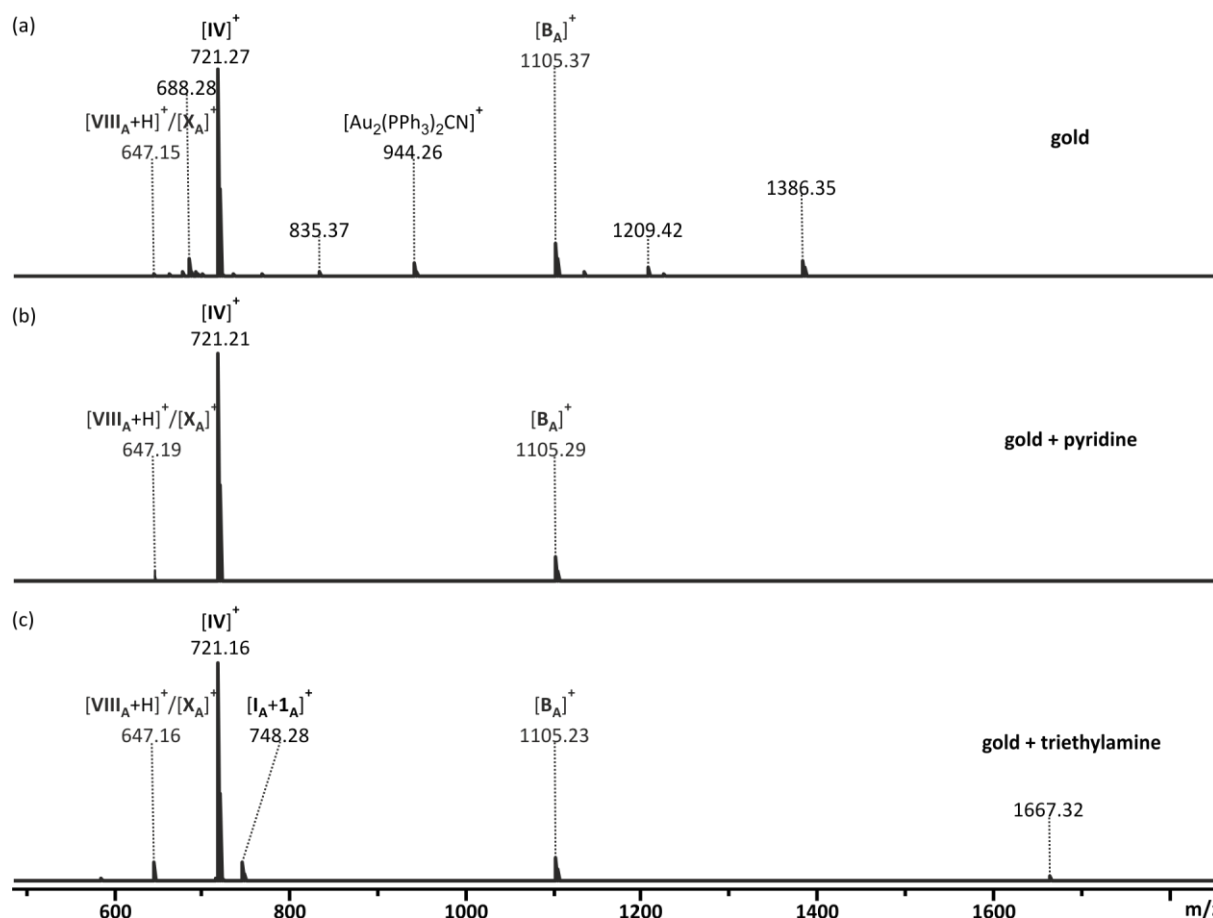 (a)
[IV]+
721.27
[BA]+
1105.37
688.28
[VIIIA+H]+/[XA]+
647.15
[Au2(PPh3)2CN]+
944.26
gold
835.37
1209.42
1386.35
(b)
[IV]+
721.21
[VIIIA+H]+/[XA]+
647.19
[BA]+
1105.29
gold + pyridine
(c)
[IV]+
721.16
[VIIIA+H]+/[XA]+
647.16
[IA+1A]+
748.28
[BA]+
1105.23
gold + triethylamine
1667.32
600 800 1000 1200 1400 1600